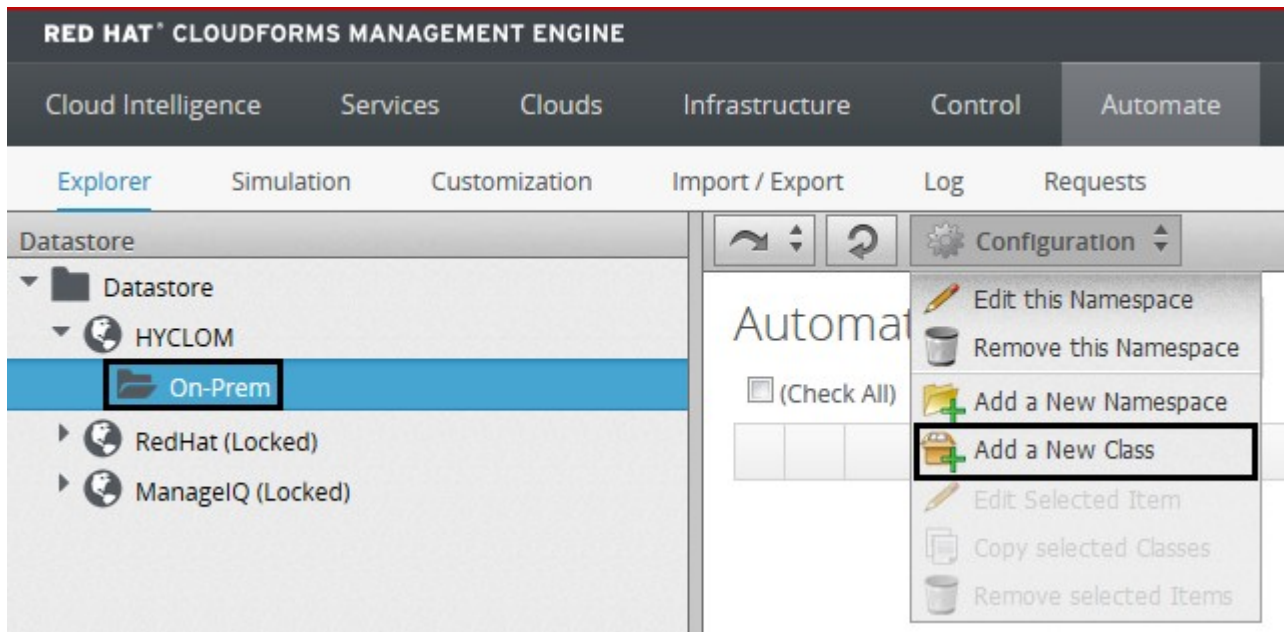 RED HAT® CLOUDFORMS MANAGEMENT ENGINE
Cloud Intelligence Services Clouds Infrastructure Control Automate
Explorer Simulation Customization Import / Export Log Requests
Datastore
Datastore
HYCLOM
On-Prem
RedHat (Locked)
ManageIQ (Locked)
Configuration
Automat
(Check All)
Edit this Namespace
Remove this Namespace
Add a New Namespace
Add a New Class
Edit Selected Item
Copy selected Classes
Remove selected Items